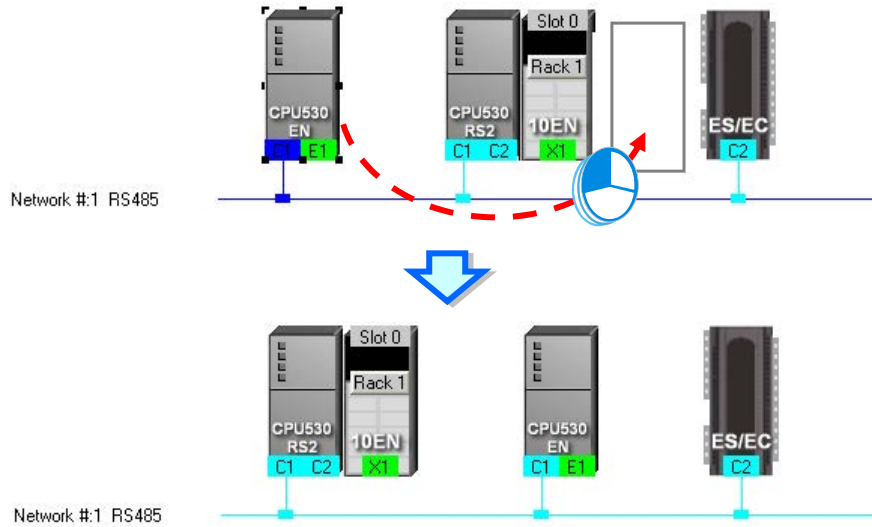 Slot 0
Rack 1
CPU530
EN
C1 E1
CPU530
RS2
C1 C2
10EN
X1
ES/EC
C2
Network #:1 RS485
Slot 0
Rack 1
CPU530
RS2
C1 C2
10EN
X1
CPU530
EN
C1 E1
ES/EC
C2
Network #:1 RS485